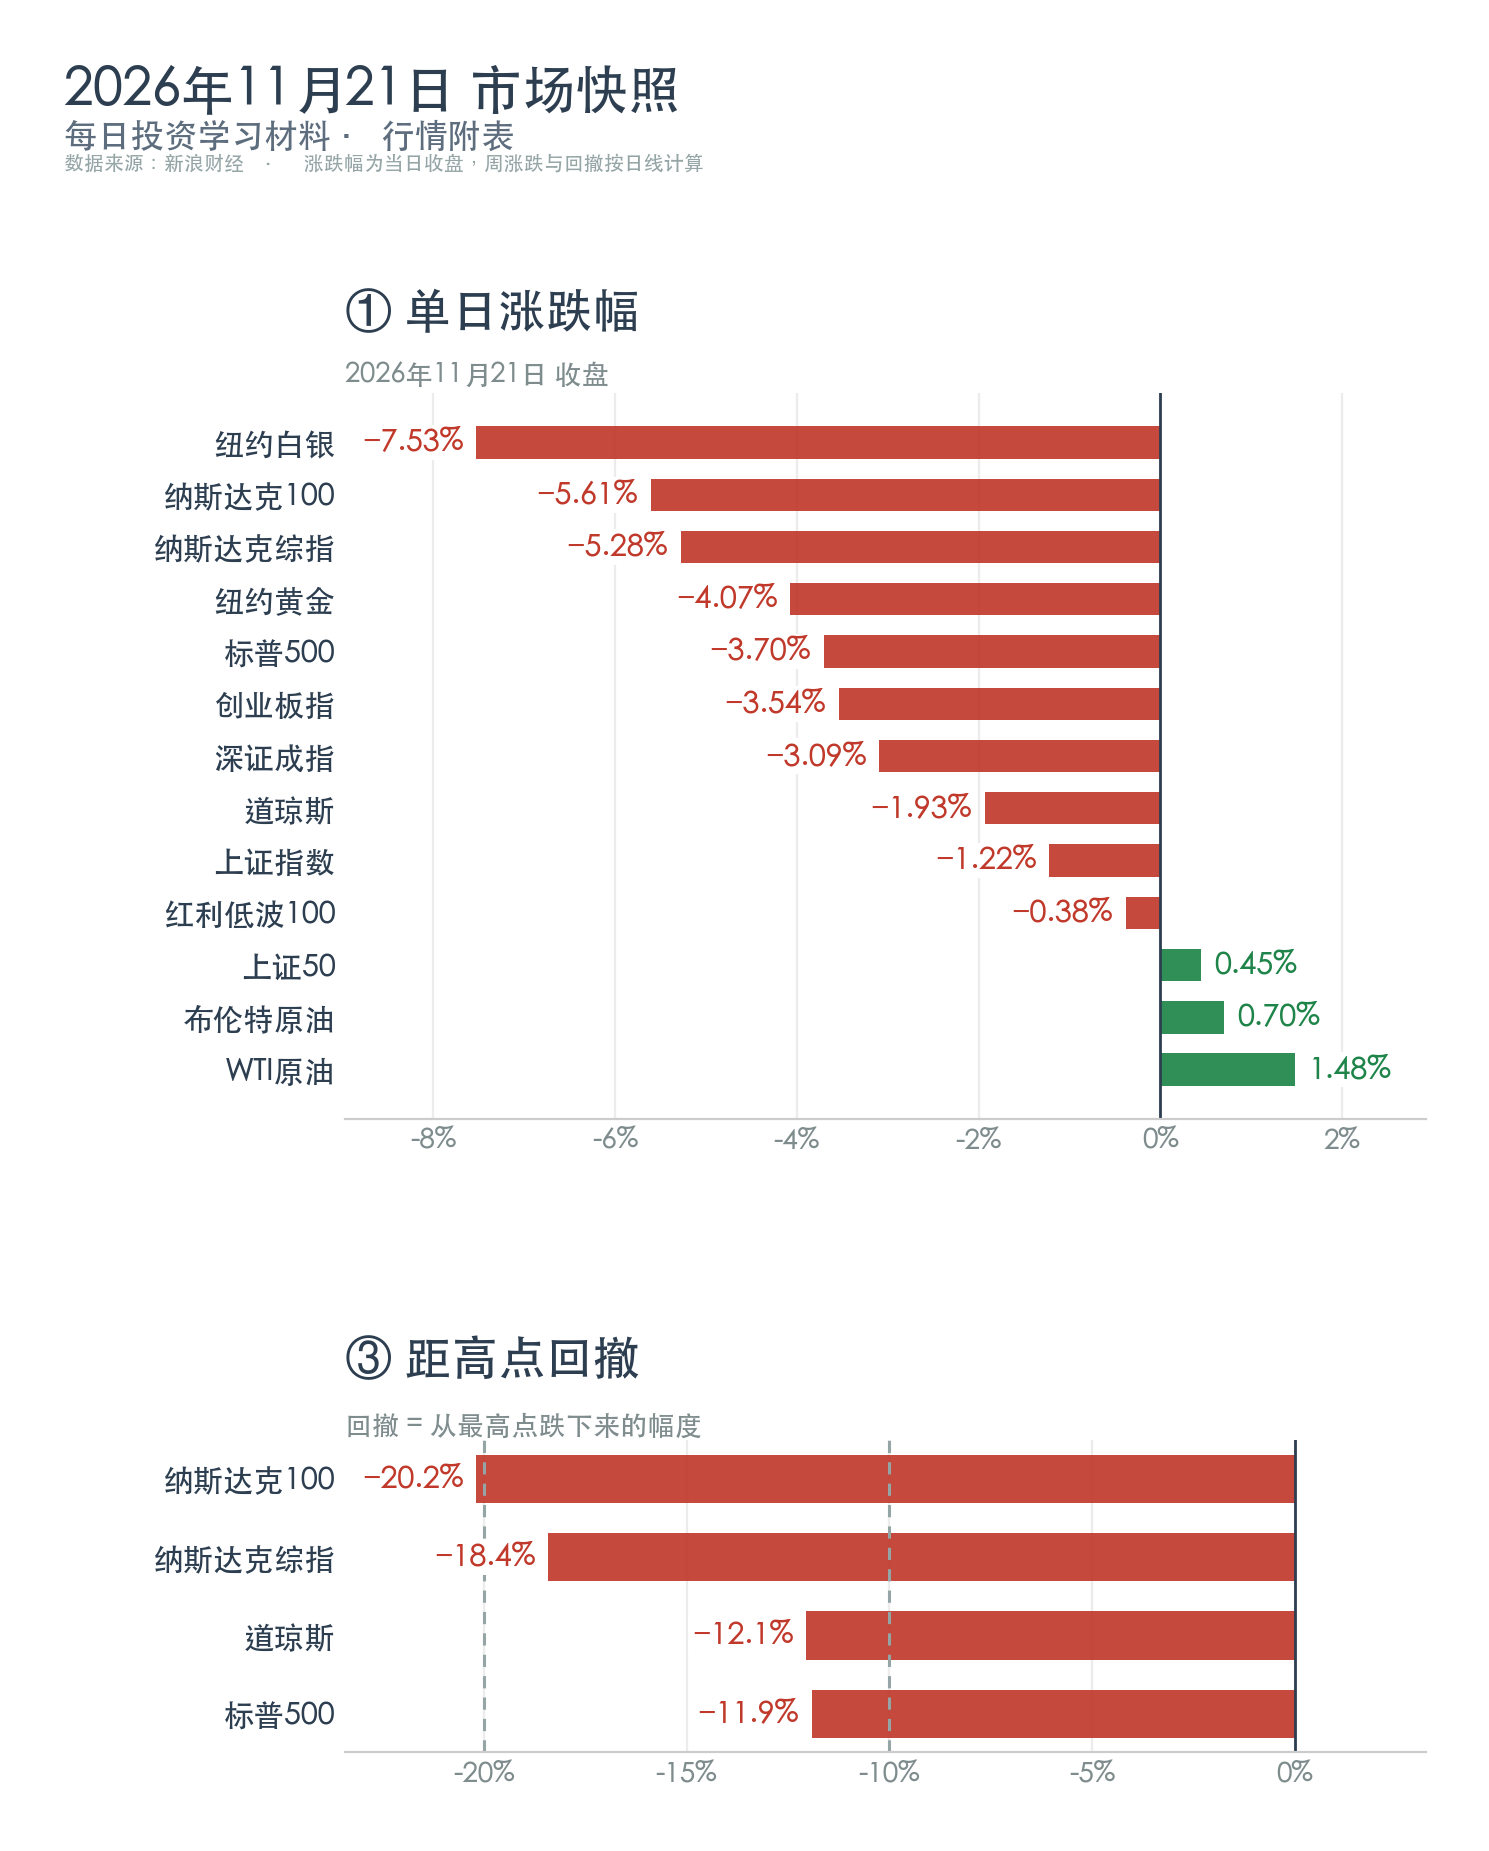 2026年11月21日 市场快照
每日投资学习材料 · 行情附表
数据来源：新浪财经 · 涨跌幅为当日收盘，周涨跌与回撤按日线计算
① 单日涨跌幅
2026年11月21日 收盘
纽约白银 −7.53%
纳斯达克100 −5.61%
纳斯达克综指 −5.28%
纽约黄金 −4.07%
标普500 −3.70%
创业板指 −3.54%
深证成指 −3.09%
道琼斯 −1.93%
上证指数 −1.22%
红利低波100 −0.38%
上证50 0.45%
布伦特原油 0.70%
WTI原油 1.48%
-8% -6% -4% -2% 0% 2%
③ 距高点回撤
回撤 = 从最高点跌下来的幅度
纳斯达克100 −20.2%
纳斯达克综指 −18.4%
道琼斯 −12.1%
标普500 −11.9%
-20% -15% -10% -5% 0%